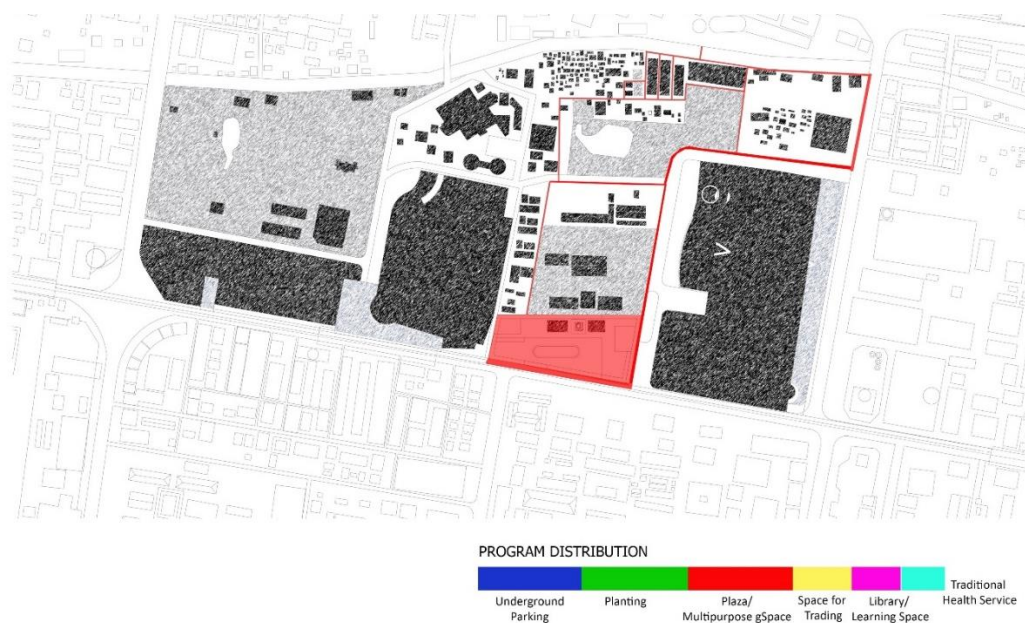 PROGRAM DISTRIBUTION
Underground
Parking
Planting
Plaza/
Multipurpose gSpace
Space for
Trading
Library/
Learning Space
Traditional
Health Service